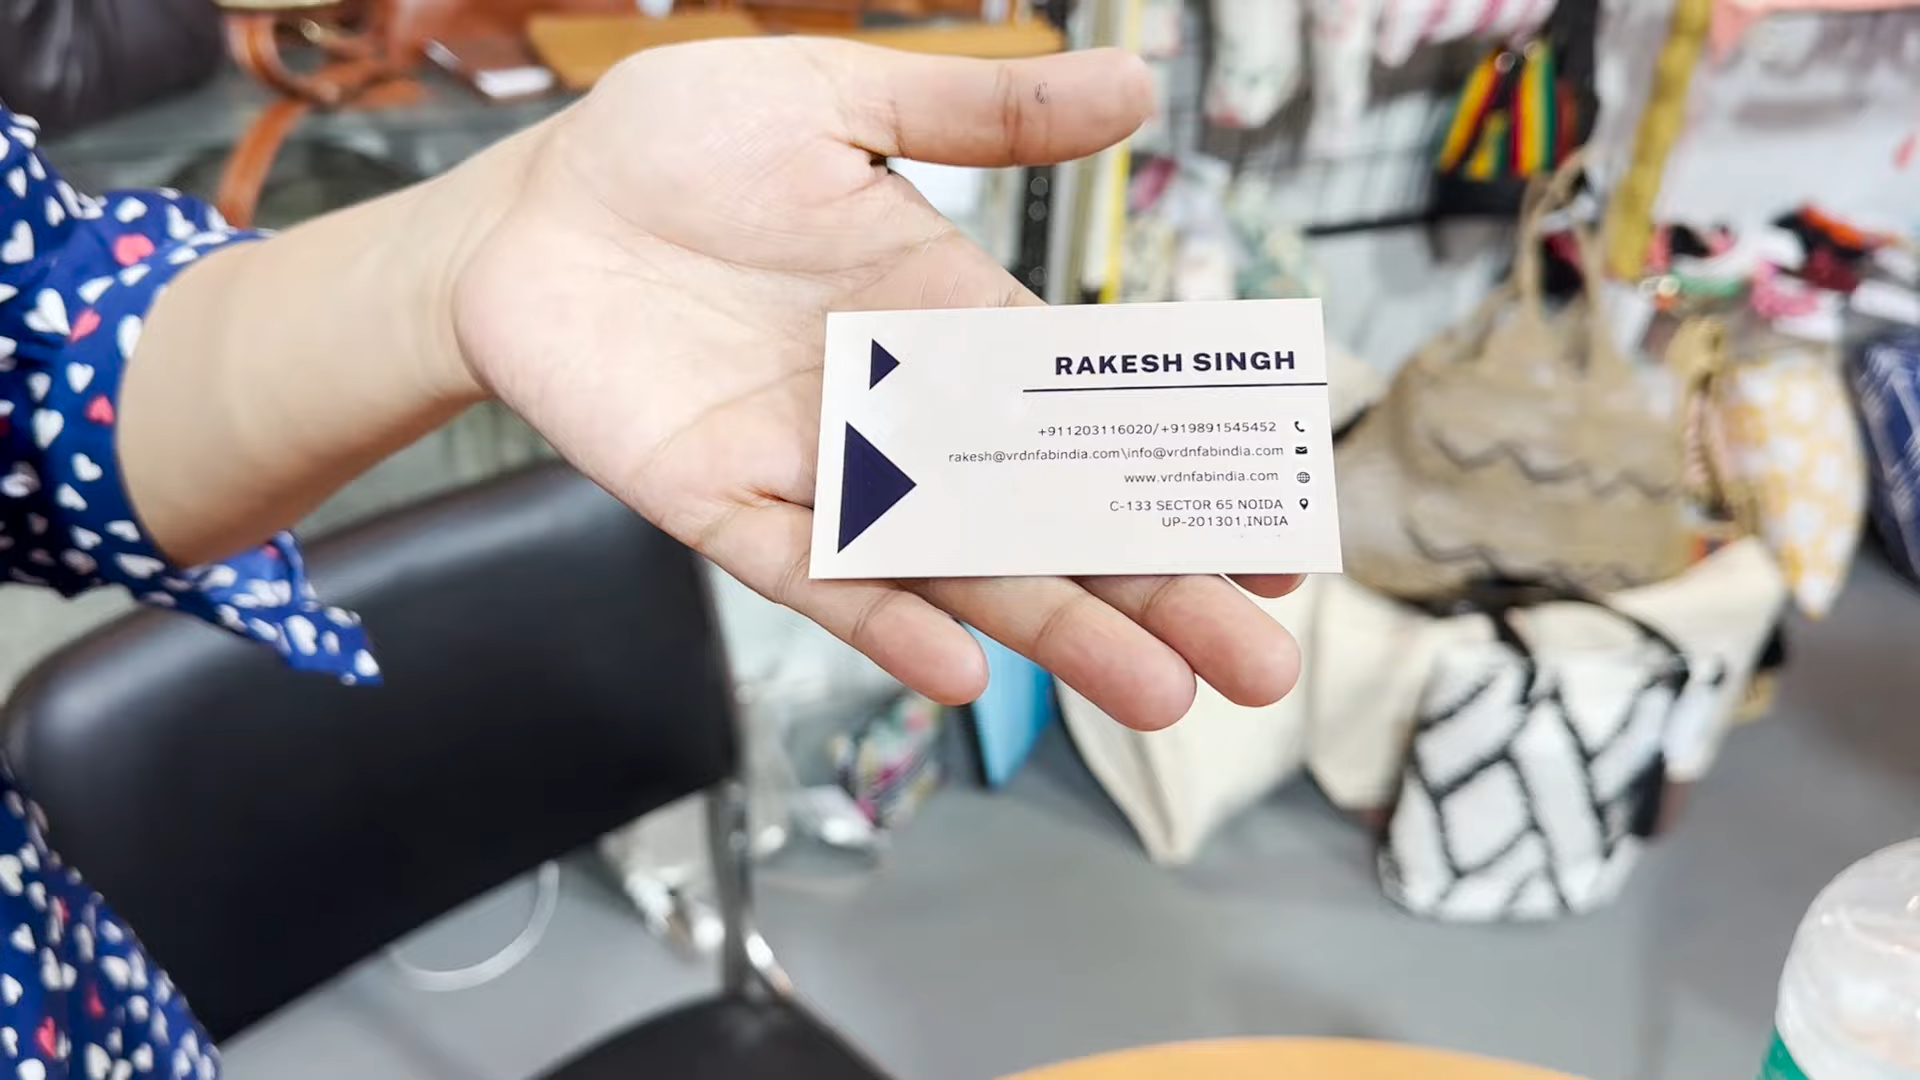 RAKESH SINGH
+911203116020/+919891545452
rakesh@vrdnfabindia.com\info@vrdnfabindia.com
www.vrdnfabindia.com
C-133 SECTOR 65 NOIDA
UP-201301,INDIA